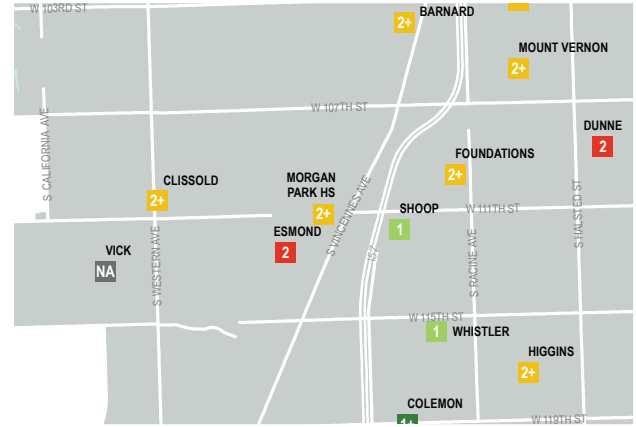 W 103RD ST
BARNARD
2+
MOUNT VERNON
2+
W 107TH ST
DUNNE
2
S CALIFORNIA AVE
FOUNDATIONS
2+
CLISSOLD
2+
MORGAN
PARK HS
2+
SHOOP
1
W 111TH ST
ESMOND
2
S VINCENNES AVE
S HALSTED ST
VICK
NA
S WESTERN AVE
I57
S RACINE AVE
W 115TH ST
1
WHISTLER
HIGGINS
2+
COLEMON
1+
W 119TH ST